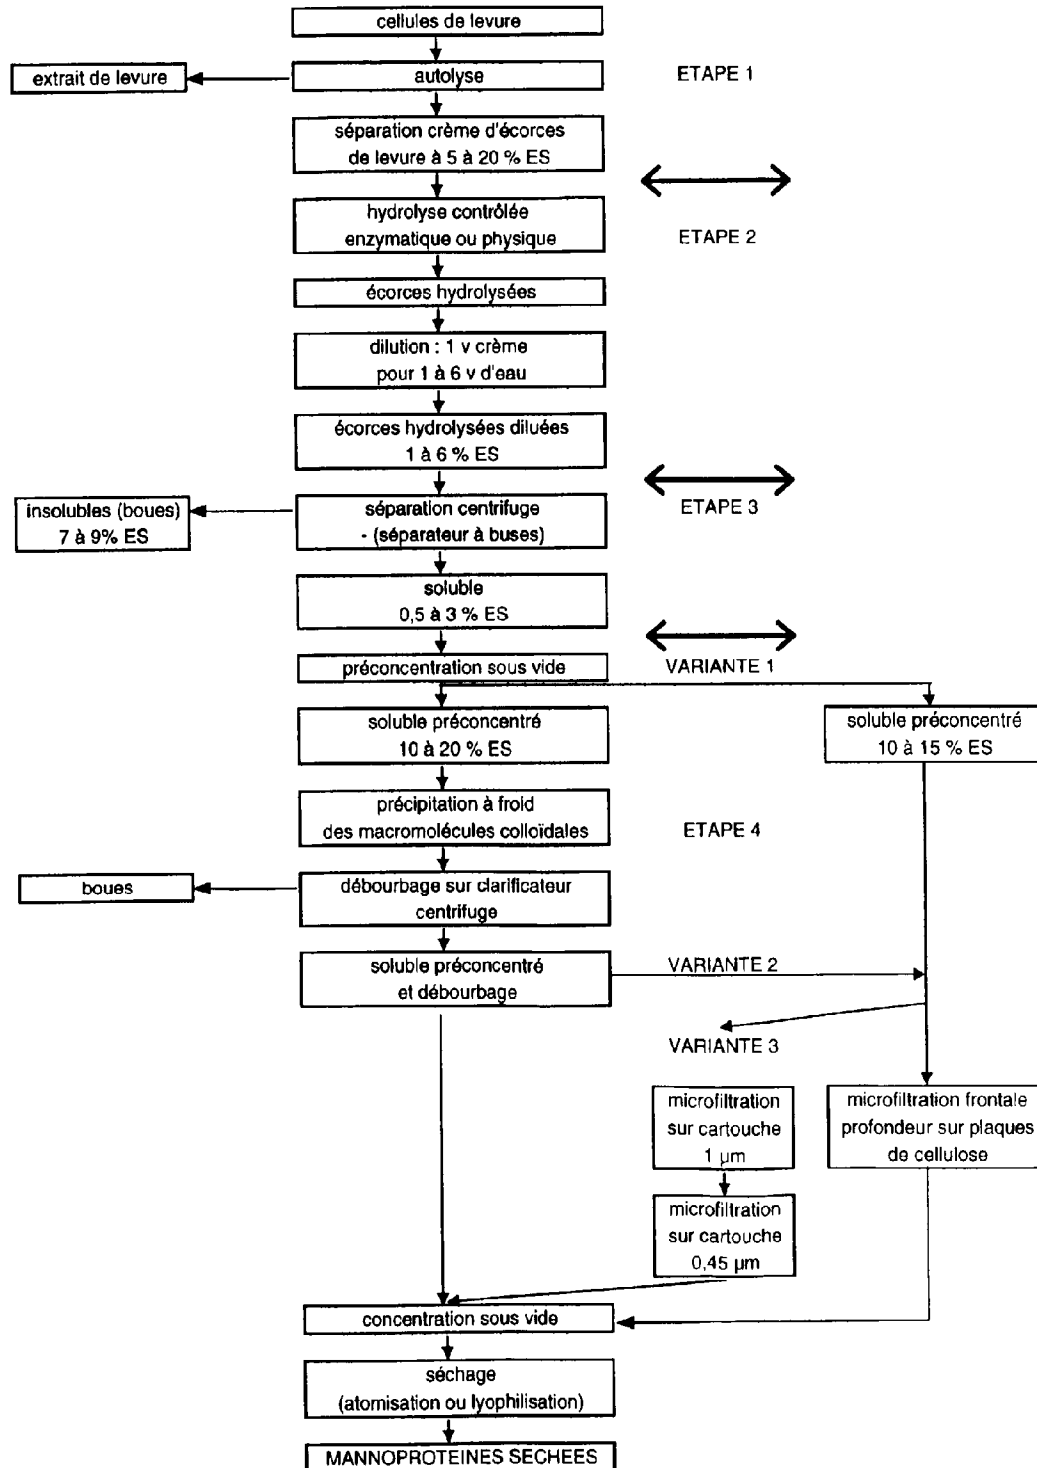 cellules de levure
extrait de levure
autolyse
ETAPE 1
séparation crème d'écorces
de levure à 5 à 20 % ES
hydrolyse contrôlée
enzymatique ou physique
ETAPE 2
écorces hydrolysées
dilution : 1 v crème
pour 1 à 6 v d'eau
écorces hydrolysées diluées
1 à 6 % ES
insolubles (boues)
7 à 9% ES
séparation centrifuge
- (séparateur à buses)
ETAPE 3
soluble
0,5 à 3 % ES
préconcentration sous vide
VARIANTE 1
soluble préconcentré
10 à 20 % ES
soluble préconcentré
10 à 15 % ES
précipitation à froid
des macromolécules colloïdales
ETAPE 4
boues
débourbage sur clarificateur
centrifuge
soluble préconcentré
et débourbage
VARIANTE 2
VARIANTE 3
microfiltration
sur cartouche
1 µm
microfiltration frontale
profondeur sur plaques
de cellulose
microfiltration
sur cartouche
0,45 µm
concentration sous vide
séchage
(atomisation ou lyophilisation)
MANNOPROTEINES SECHEES